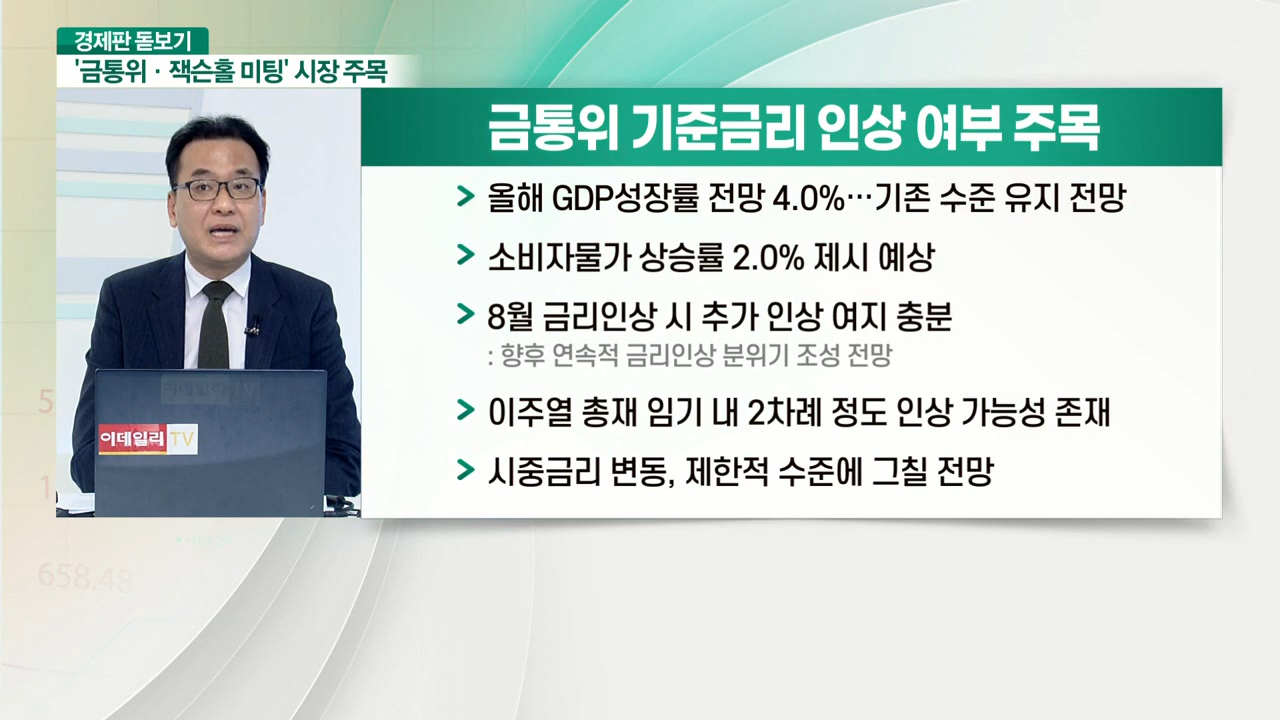 경제판 돋보기
'금통위·잭슨홀 미팅' 시장 주목
금통위 기준금리 인상 여부 주목
> 올해 GDP성장률 전망 4.0%…기존 수준 유지 전망
> 소비자물가 상승률 2.0% 제시 예상
> 8월 금리인상 시 추가 인상 여지 충분
: 향후 연속적 금리인상 분위기 조성 전망
> 이주열 총재 임기 내 2차례 정도 인상 가능성 존재
> 시중금리 변동, 제한적 수준에 그칠 전망
이데일리TV
이데일리TV
658.48